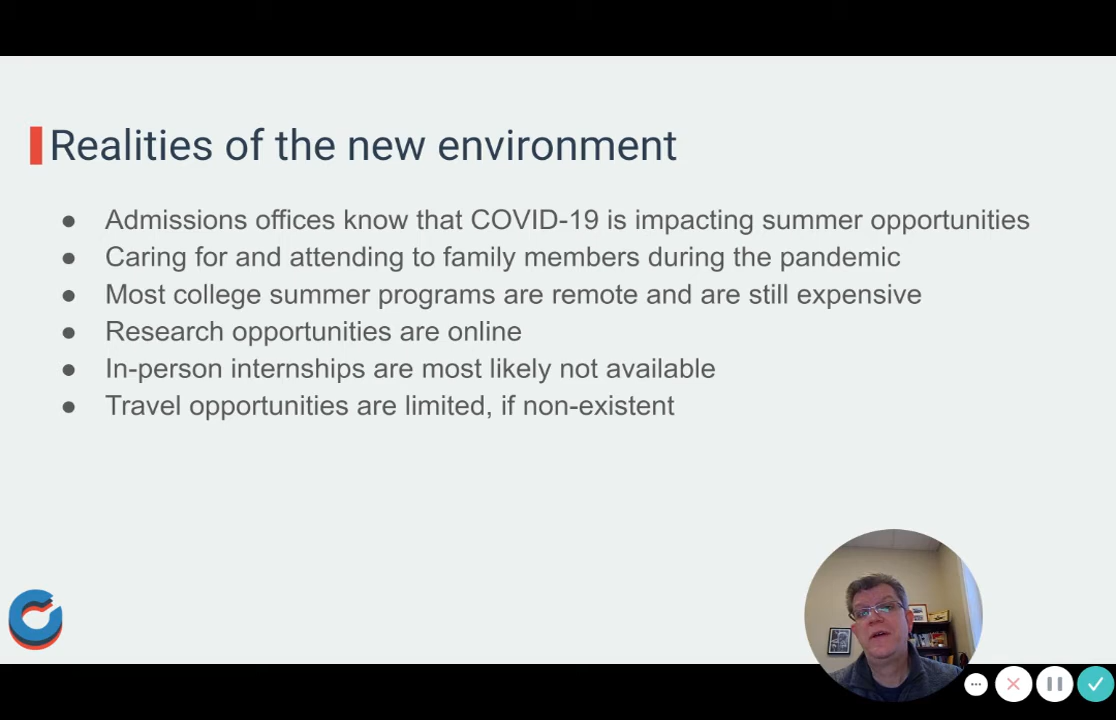 Realities of the new environment
● Admissions offices know that COVID-19 is impacting summer opportunities
● Caring for and attending to family members during the pandemic
● Most college summer programs are remote and are still expensive
● Research opportunities are online
● In-person internships are most likely not available
● Travel opportunities are limited, if non-existent